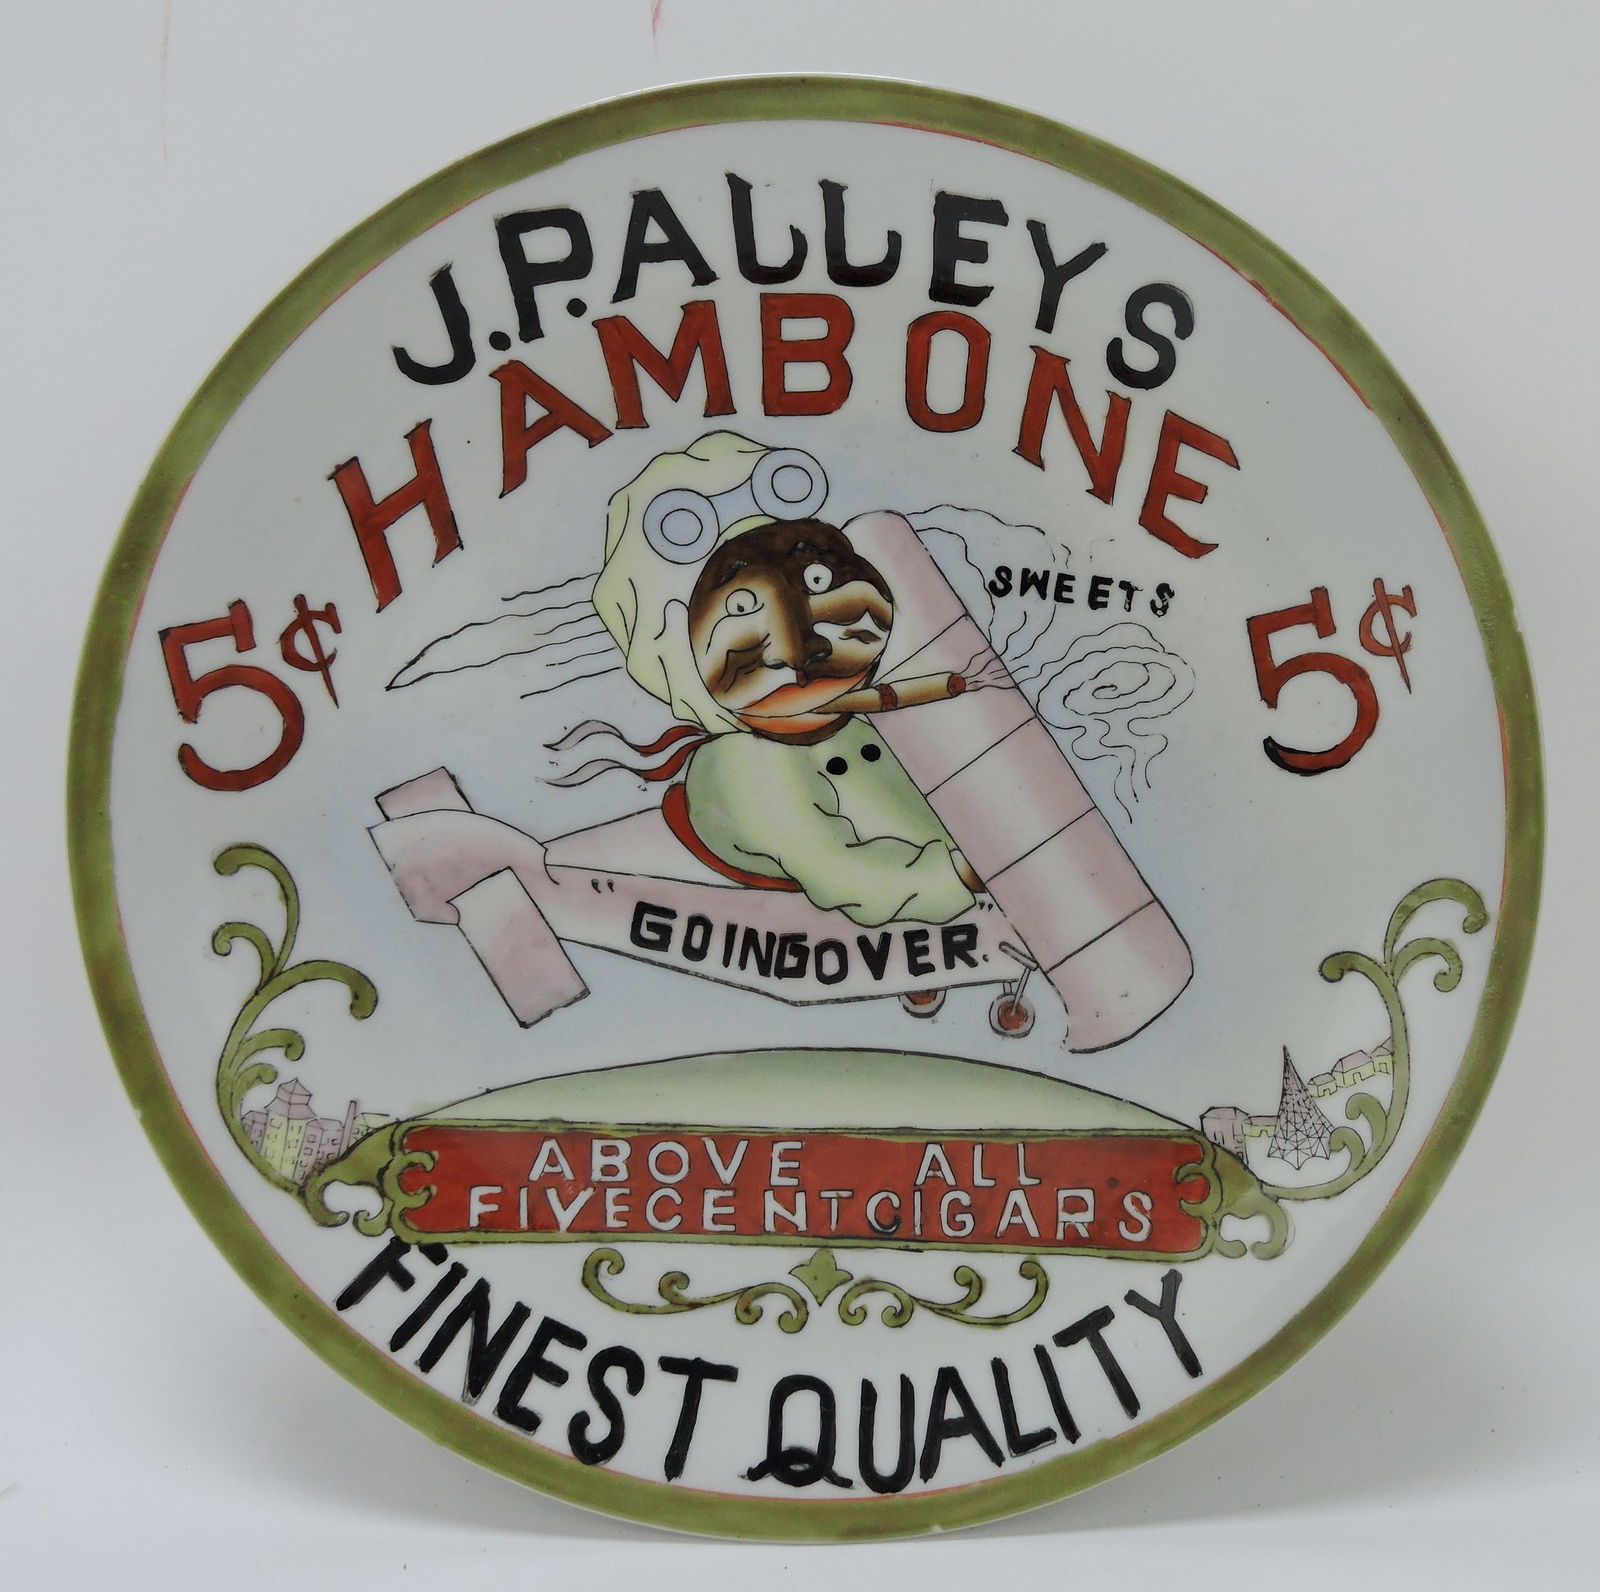 J.P.ALLEYS
HAMBONE
5¢ 5¢
SWEETS
"GOINGOVER."
ABOVE ALL
FIVECENTCIGARS
FINEST QUALITY